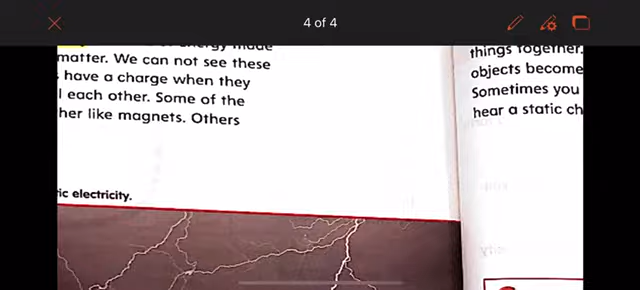 4 of 4
matter. We can not see these
have a charge when they
each other. Some of the
her like magnets. Others
ic electricity.
things together.
objects become
Sometimes you
hear a static ch